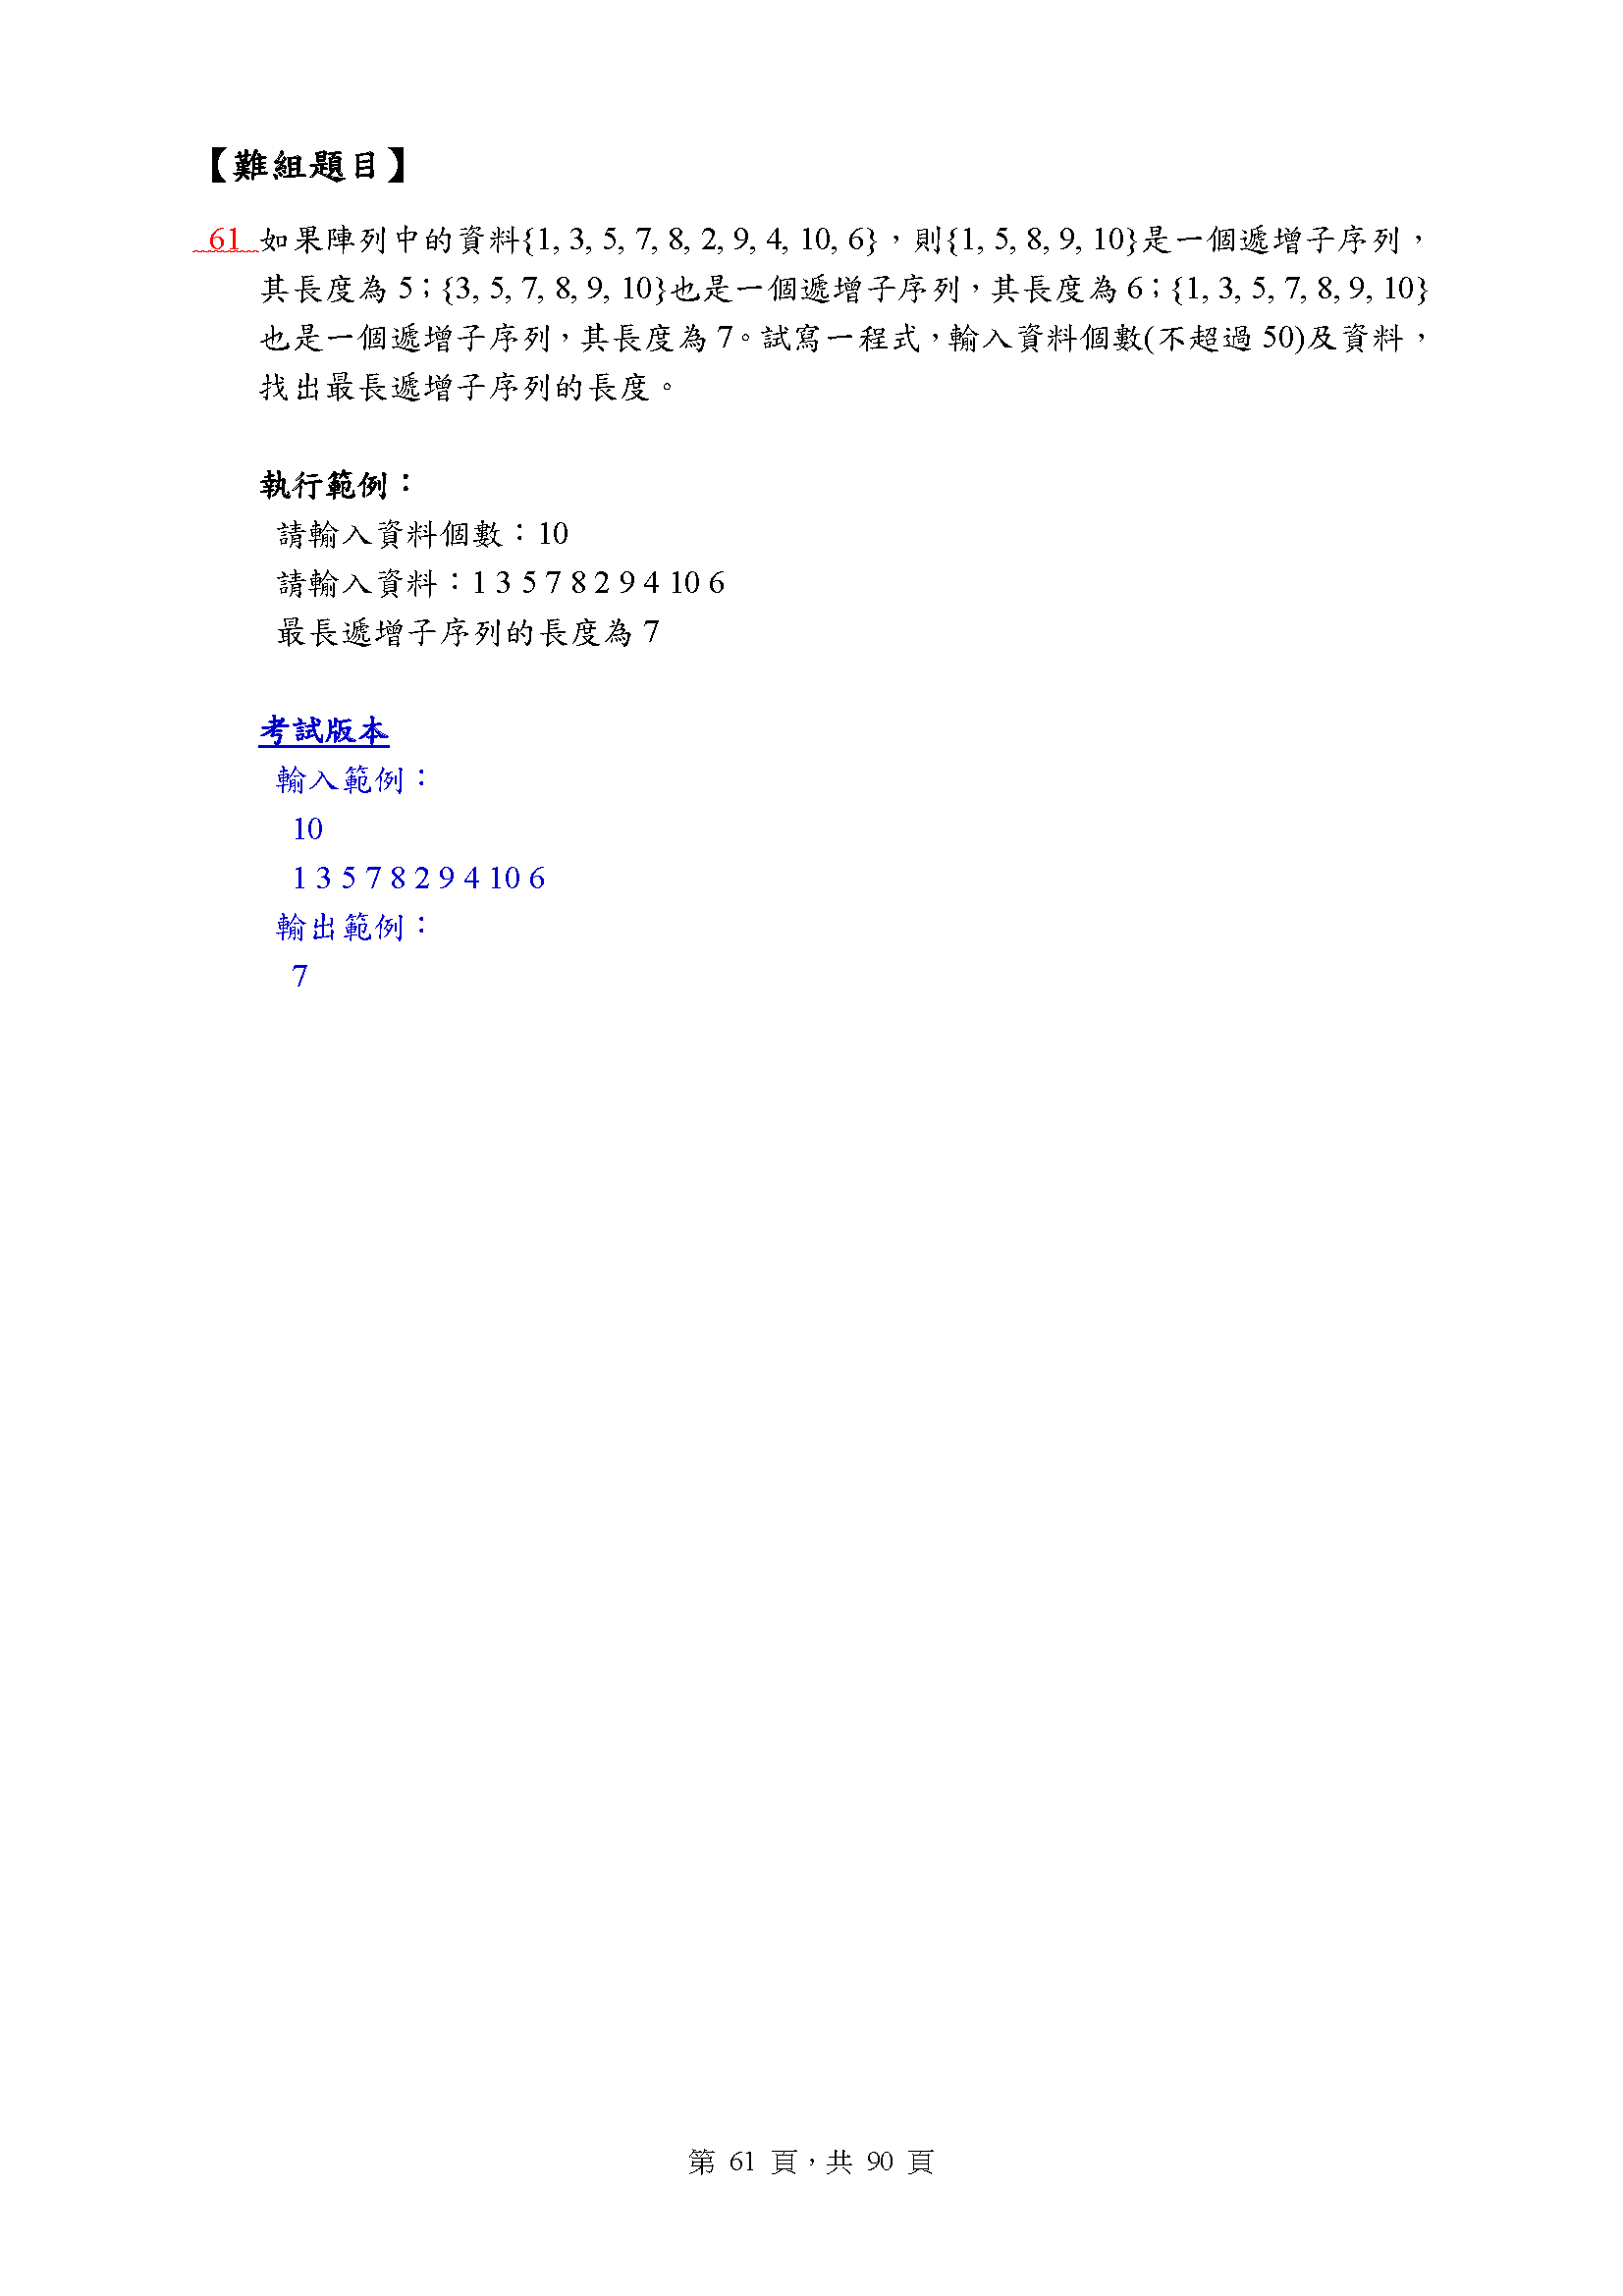 【難組題目】
61 如果陣列中的資料{1, 3, 5, 7, 8, 2, 9, 4, 10, 6}，則{1, 5, 8, 9, 10}是一個遞增子序列，
其長度為 5；{3, 5, 7, 8, 9, 10}也是一個遞增子序列，其長度為 6；{1, 3, 5, 7, 8, 9, 10}
也是一個遞增子序列，其長度為 7。試寫一程式，輸入資料個數(不超過 50)及資料，
找出最長遞增子序列的長度。
執行範例：
請輸入資料個數：10
請輸入資料：1 3 5 7 8 2 9 4 10 6
最長遞增子序列的長度為 7
考試版本
輸入範例：
10
1 3 5 7 8 2 9 4 10 6
輸出範例：
7
第 61 頁，共 90 頁